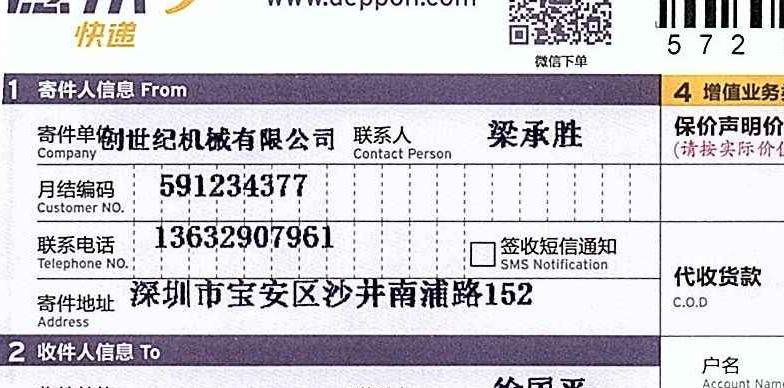 快递
www.deppon.com
微信下单
572
1 寄件人信息 From
4 增值业务
寄件单位 创世纪机械有限公司 联系人 梁承胜
Company Contact Person
保价声明价
(请按实际价值
月结编码 591234377
Customer NO.
联系电话 13632907961 签收短信通知
Telephone NO. SMS Notification
代收货款
C.O.D
寄件地址 深圳市宝安区沙井南浦路152
Address
2 收件人信息 To
户名
Account Name